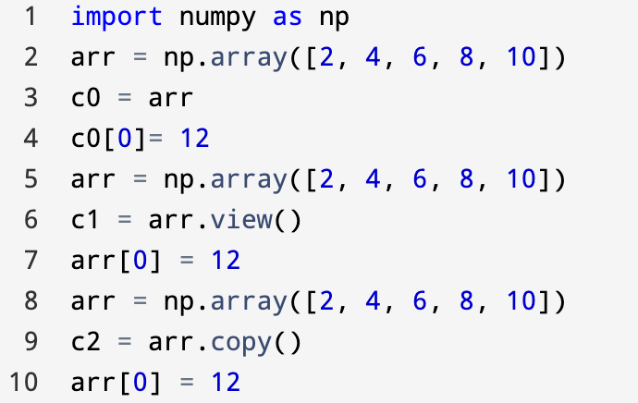 1 import numpy as np
2 arr = np.array([2, 4, 6, 8, 10])
3 c0 = arr
4 c0[0]= 12
5 arr = np.array([2, 4, 6, 8, 10])
6 c1 = arr.view()
7 arr[0] = 12
8 arr = np.array([2, 4, 6, 8, 10])
9 c2 = arr.copy()
10 arr[0] = 12